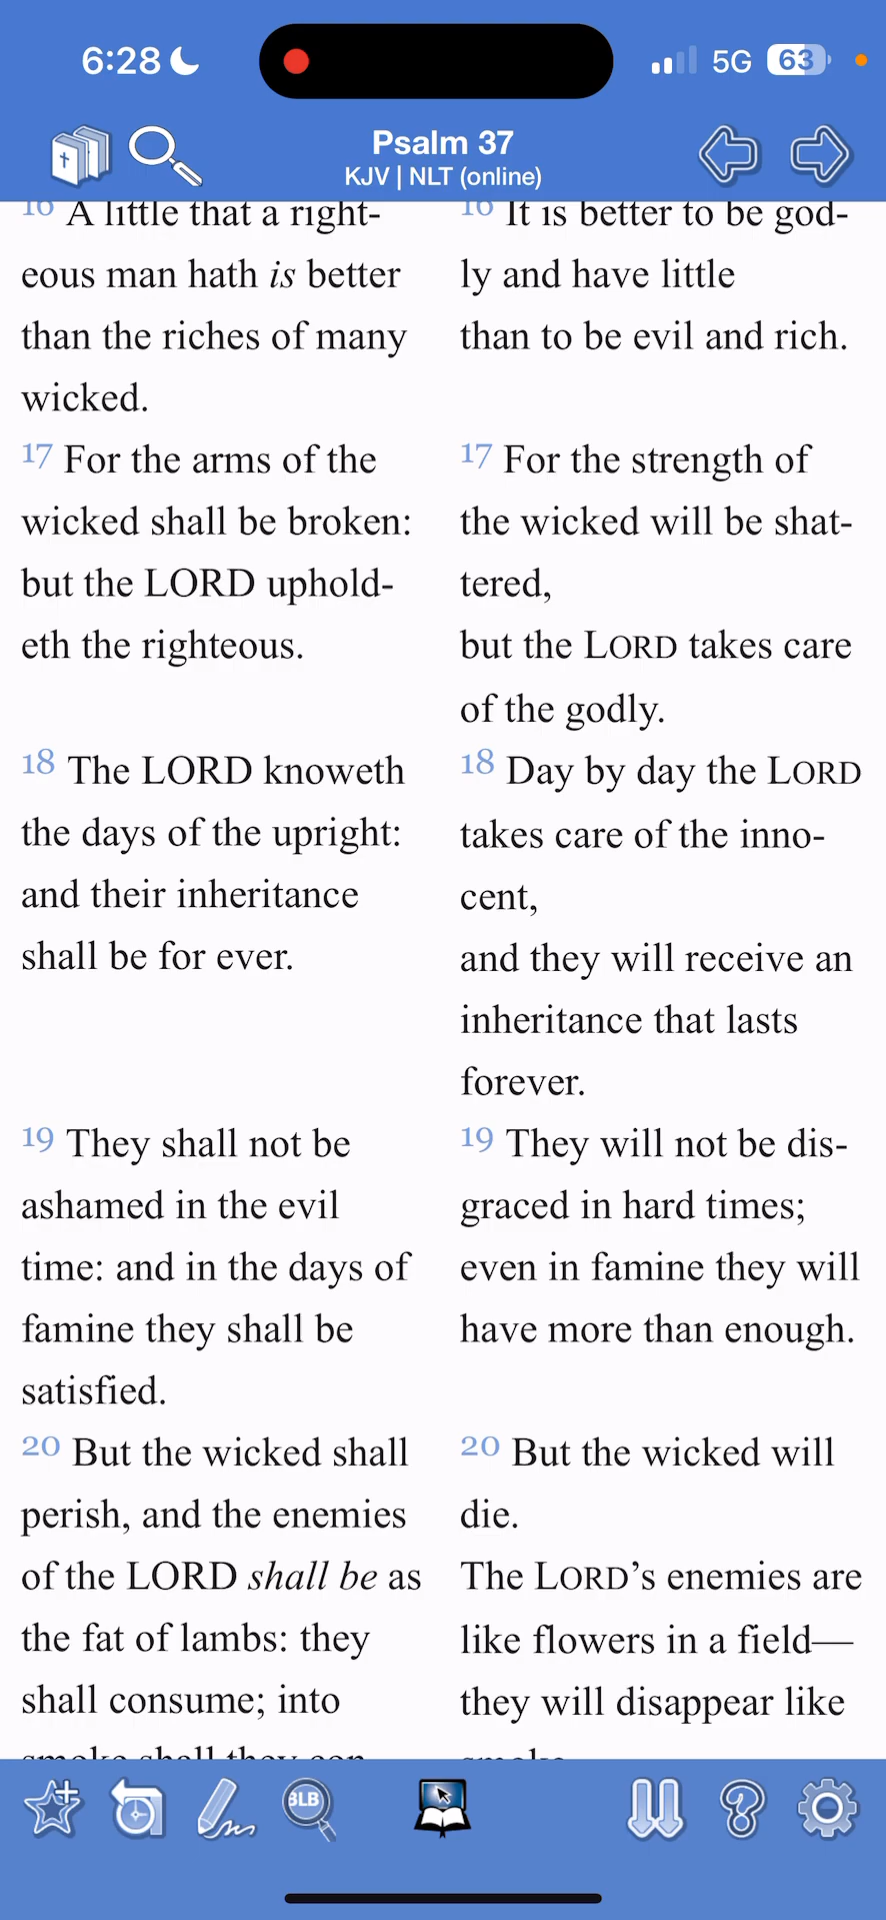 6:28
5G
63
Psalm 37
KJV | NLT (online)
16 A little that a right-
eous man hath is better
than the riches of many
wicked.
17 For the arms of the
wicked shall be broken:
but the LORD uphold-
eth the righteous.
18 The LORD knoweth
the days of the upright:
and their inheritance
shall be for ever.
19 They shall not be
ashamed in the evil
time: and in the days of
famine they shall be
satisfied.
20 But the wicked shall
perish, and the enemies
of the LORD shall be as
the fat of lambs: they
shall consume; into
smoke shall they con-
16 It is better to be god-
ly and have little
than to be evil and rich.
17 For the strength of
the wicked will be shat-
tered,
but the LORD takes care
of the godly.
18 Day by day the LORD
takes care of the inno-
cent,
and they will receive an
inheritance that lasts
forever.
19 They will not be dis-
graced in hard times;
even in famine they will
have more than enough.
20 But the wicked will
die.
The LORD’s enemies are
like flowers in a field—
they will disappear like
smoke.
BLB